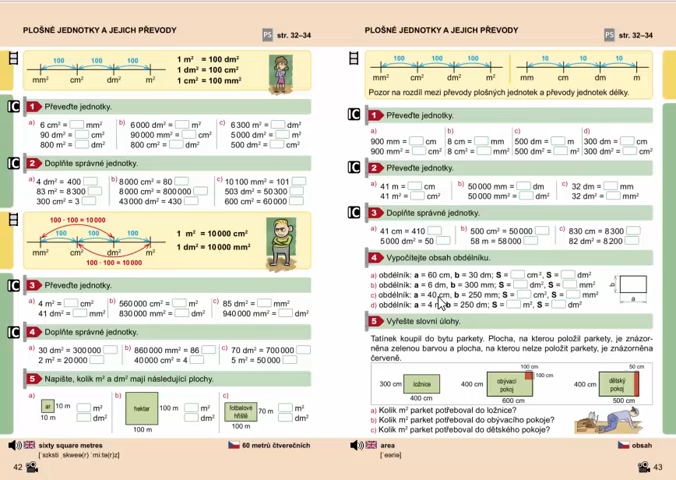 PLOŠNÉ JEDNOTKY A JEJICH PŘEVODY
PS str. 32–34
100 100 100
mm² cm² dm² m²
1 m² = 100 dm²
1 dm² = 100 cm²
1 cm² = 100 mm²
1 Převeďte jednotky.
a) 6 cm² = mm² b) 6 000 dm² = m² c) 6 300 m² = dm²
90 dm² = cm² 90 000 mm² = cm² 5 000 dm² = m²
800 m² = dm² 800 cm² = dm² 500 dm² = cm²
2 Doplňte správné jednotky.
a) 4 dm² = 400 b) 8 000 cm² = 80 c) 10 100 mm² = 101
83 m² = 8 300 8 000 cm² = 800 000 503 dm² = 50 300
300 cm² = 3 43 000 dm² = 430 600 cm² = 60 000
100 · 100 = 10 000
100 100 100
mm² cm² dm² m²
100 · 100 = 10 000
1 m² = 10 000 cm²
1 dm² = 10 000 mm²
3 Převeďte jednotky.
a) 4 m² = cm² b) 560 000 cm² = m² c) 85 dm² = mm²
41 dm² = mm² 830 000 mm² = dm² 940 000 mm² = dm²
4 Doplňte správné jednotky.
a) 30 dm² = 300 000 b) 860 000 mm² = 86 c) 70 dm² = 700 000
2 m² = 20 000 40 000 cm² = 4 5 m² = 50 000
5 Napište, kolik m² a dm² mají následující plochy.
a) ar 10 m 10 m m² dm²
b) hektar 100 m 100 m m² dm²
c) fotbalové hřiště 70 m 100 m m² dm²
sixty square metres
60 metrů čtverečních
42
PLOŠNÉ JEDNOTKY A JEJICH PŘEVODY
PS str. 32–34
100 100 100
mm² cm² dm² m²
10 10 10
mm cm dm m
Pozor na rozdíl mezi převody plošných jednotek a převody jednotek délky.
1 Převeďte jednotky.
a) b) c) d)
900 mm = cm 8 cm = mm 500 dm = m 300 dm = cm
900 mm² = cm² 8 cm² = mm² 500 dm² = m² 300 dm² = cm²
2 Převeďte jednotky.
a) 41 m = cm b) 50 000 mm = dm c) 32 dm = mm
41 m² = cm² 50 000 mm² = dm² 32 dm² = mm²
3 Doplňte správné jednotky.
a) 41 cm = 410 b) 500 cm² = 50 000 c) 830 cm = 8 300
5 000 dm² = 50 58 m = 58 000 82 dm² = 8 200
4 Vypočítejte obsah obdélníku.
a) obdélník: a = 60 cm, b = 30 dm; S = cm², S = dm²
b) obdélník: a = 6 dm, b = 300 mm; S = dm², S = mm²
c) obdélník: a = 40 cm, b = 250 mm; S = cm², S = mm²
d) obdélník: a = 4 b = 250 dm; S = m², S = dm²
b
a
5 Vyřešte slovní úlohy.
Tatínek koupil do bytu parkety. Plocha, na kterou položil parkety, je znázor-
něna zelenou barvou a plocha, na kterou nelze položit parkety, je znázorněna
červeně.
300 cm ložnice 400 cm
100 cm 100 cm 400 cm obývací pokoj 600 cm
50 cm 400 cm dětský pokoj 500 cm
a) Kolik m² parket potřeboval do ložnice?
b) Kolik m² parket potřeboval do obývacího pokoje?
c) Kolik m² parket potřeboval do dětského pokoje?
area
obsah
43